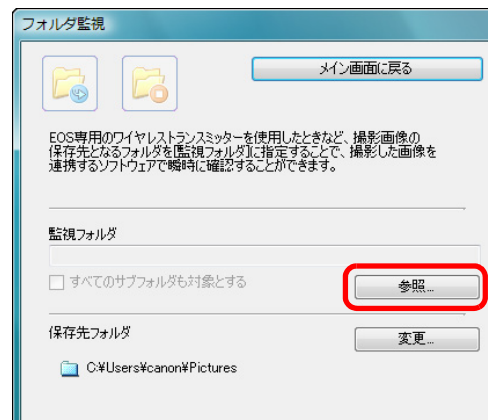 フォルダ監視
メイン画面に戻る
EOS専用のワイヤレストランスミッターを使用したときなど、撮影画像の
保存先となるフォルダを[監視フォルダ]に指定することで、撮影した画像を
連携するソフトウェアで瞬時に確認することができます。
監視フォルダ
すべてのサブフォルダも対象とする
参照...
保存先フォルダ
変更...
C:¥Users¥canon¥Pictures